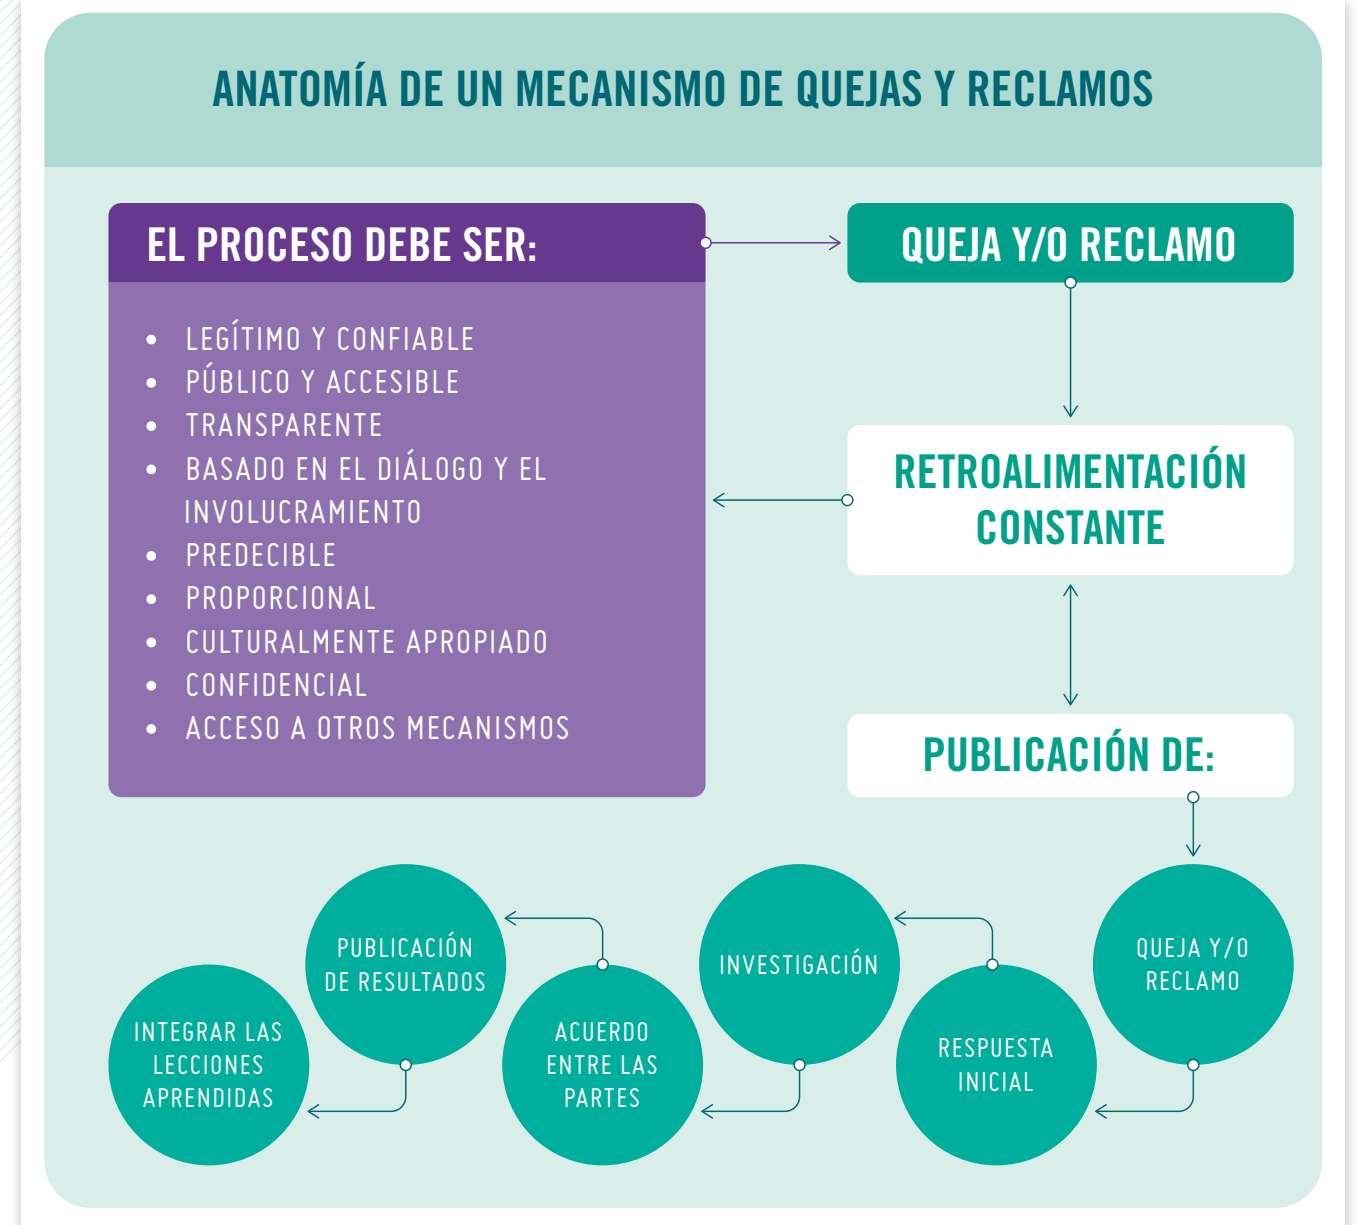 ANATOMÍA DE UN MECANISMO DE QUEJAS Y RECLAMOS
EL PROCESO DEBE SER:
• LEGÍTIMO Y CONFIABLE
• PÚBLICO Y ACCESIBLE
• TRANSPARENTE
• BASADO EN EL DIÁLOGO Y EL
INVOLUCRAMIENTO
• PREDECIBLE
• PROPORCIONAL
• CULTURALMENTE APROPIADO
• CONFIDENCIAL
• ACCESO A OTROS MECANISMOS
QUEJA Y/O RECLAMO
RETROALIMENTACIÓN
CONSTANTE
PUBLICACIÓN DE:
QUEJA Y/O
RECLAMO
RESPUESTA
INICIAL
INVESTIGACIÓN
ACUERDO
ENTRE LAS
PARTES
PUBLICACIÓN
DE RESULTADOS
INTEGRAR LAS
LECCIONES
APRENDIDAS